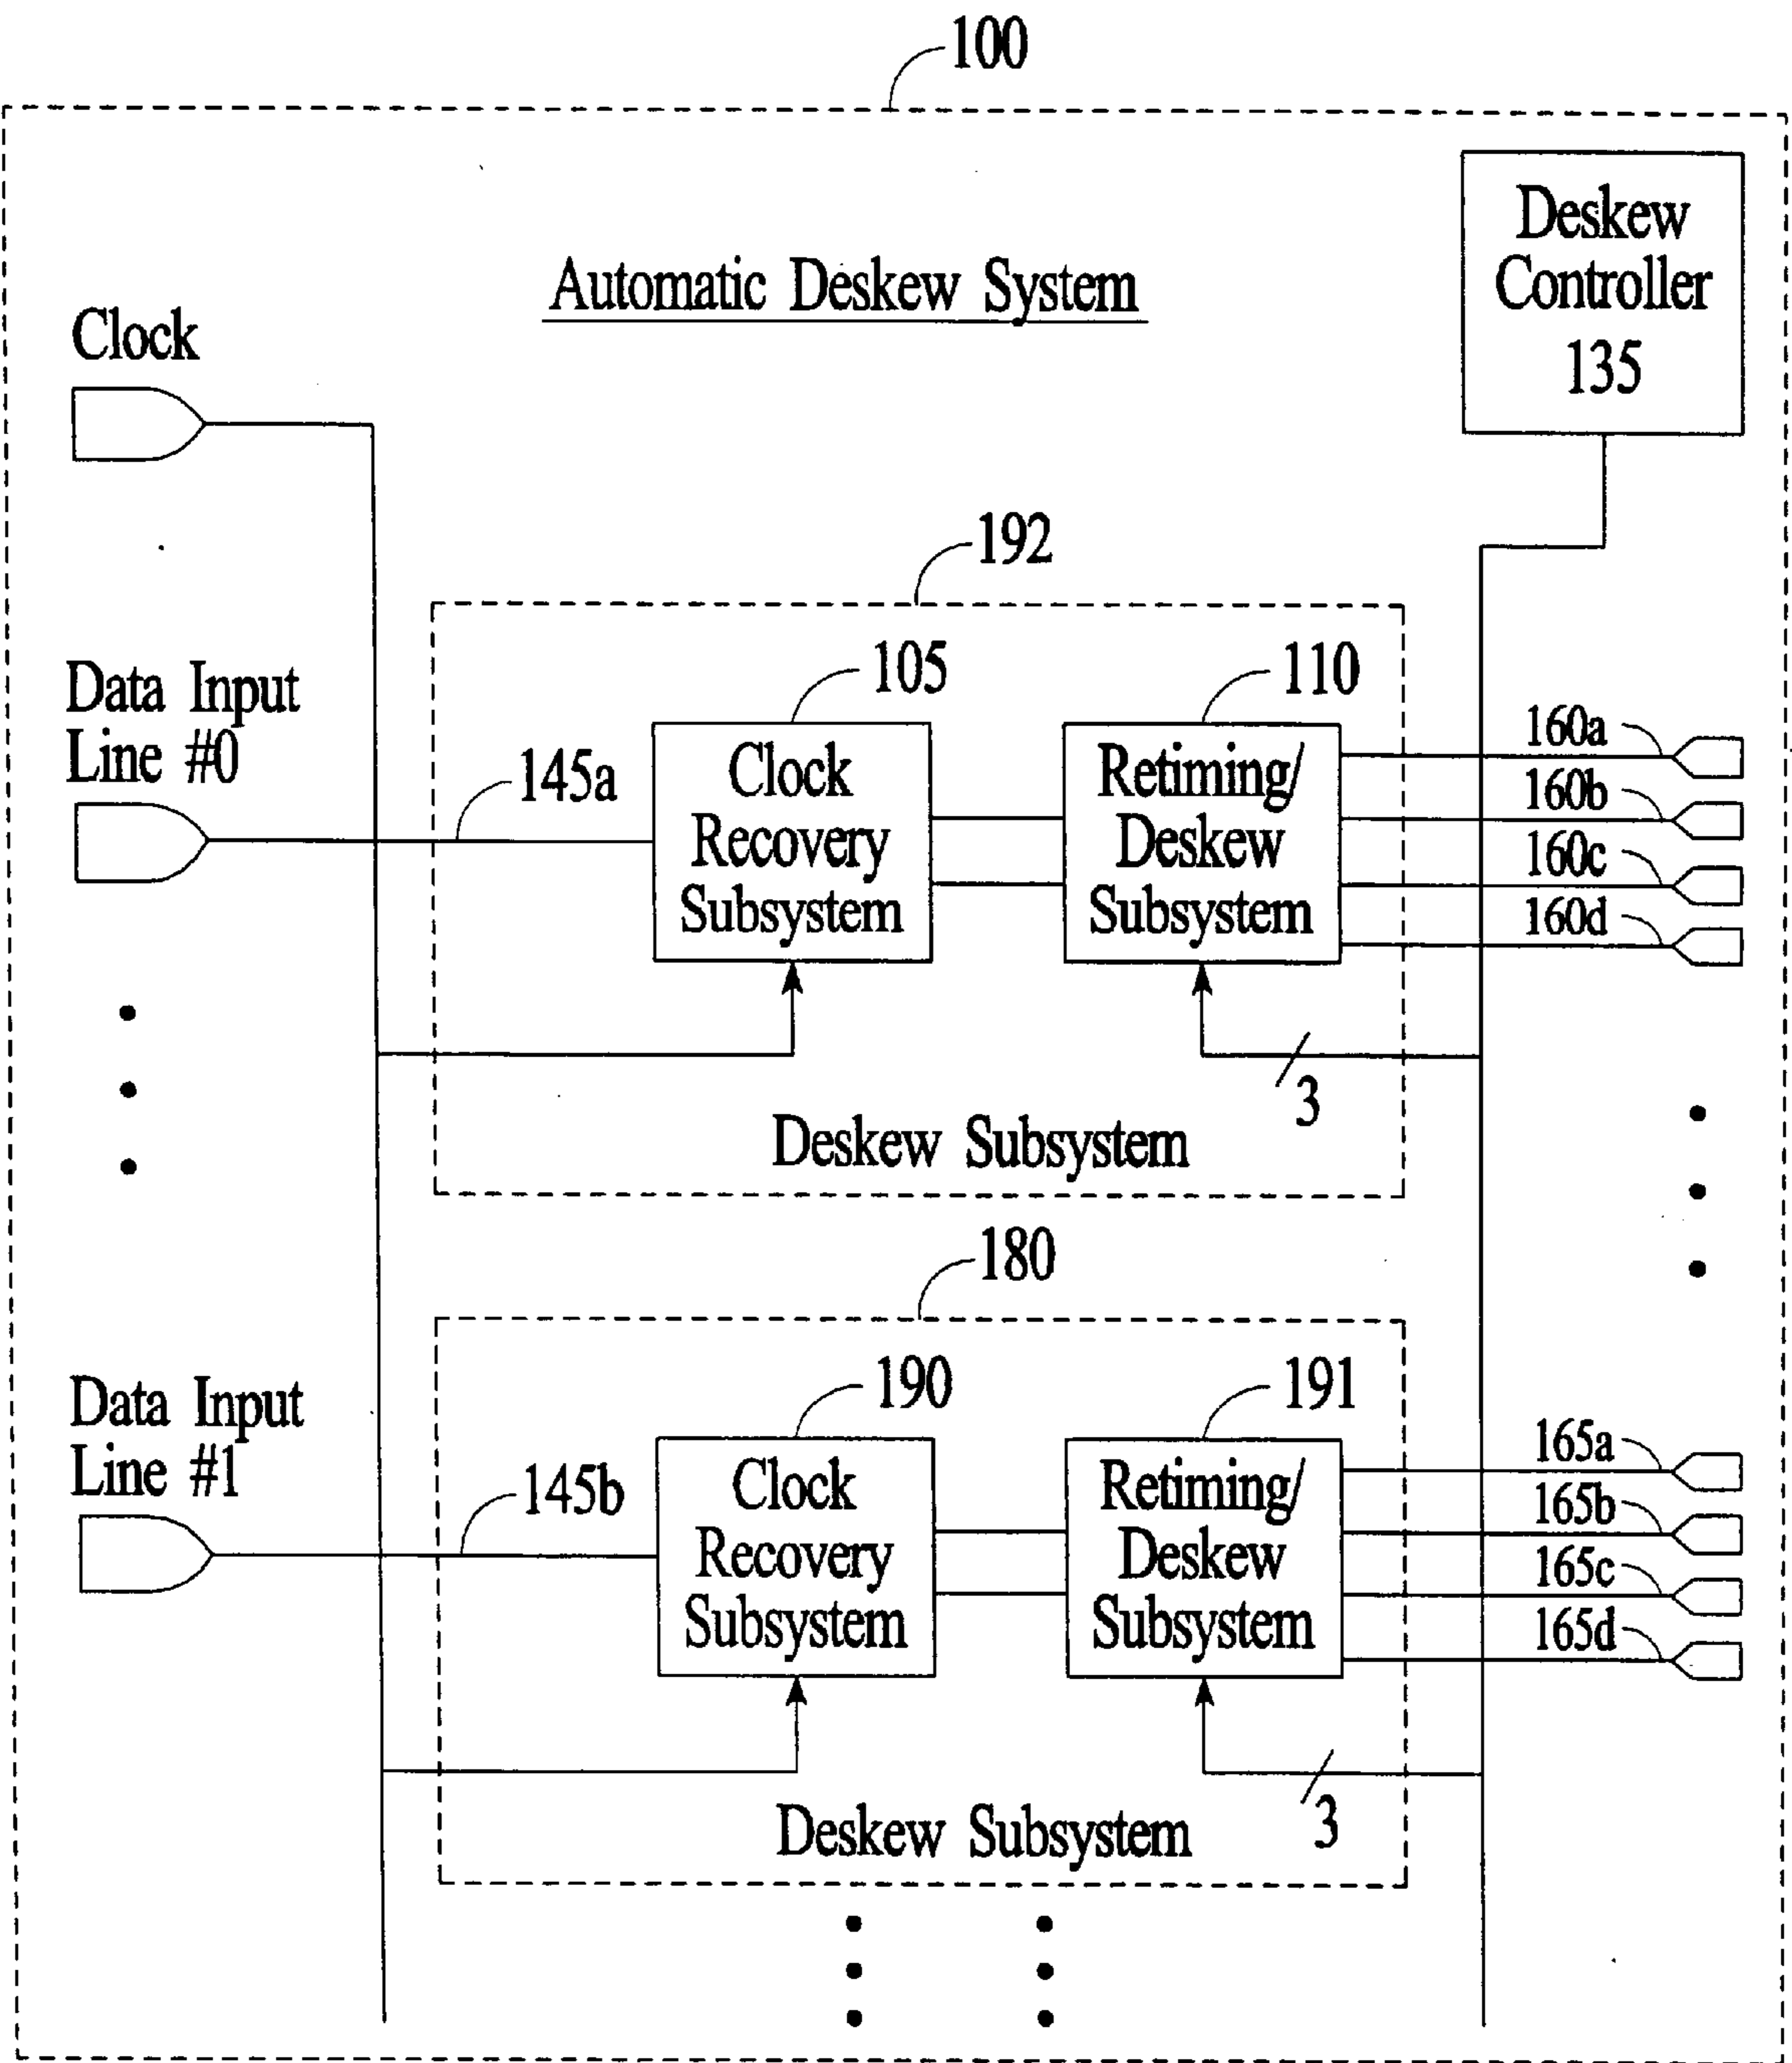 100
Deskew
Controller
135
Automatic Deskew System
Clock
192
Data Input
Line #0
145a
105
Clock
Recovery
Subsystem
110
Retiming/
Deskew
Subsystem
160a
160b
160c
160d
3
Deskew Subsystem
180
Data Input
Line #1
145b
190
Clock
Recovery
Subsystem
191
Retiming/
Deskew
Subsystem
165a
165b
165c
165d
3
Deskew Subsystem